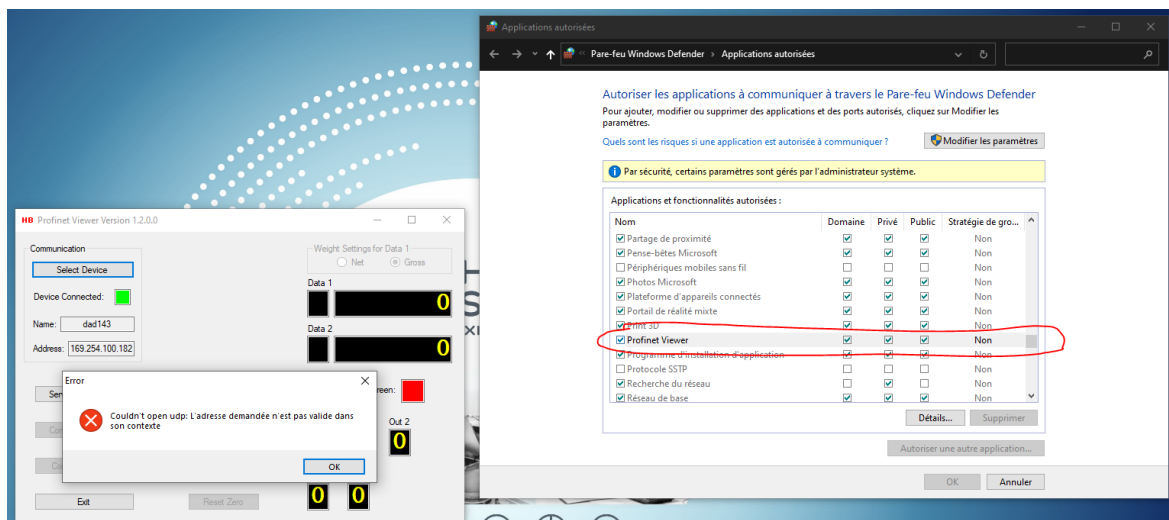 Applications autorisées
Pare-feu Windows Defender > Applications autorisées
Autoriser les applications à communiquer à travers le Pare-feu Windows Defender
Pour ajouter, modifier ou supprimer des applications et des ports autorisés, cliquez sur Modifier les
paramètres.
Quels sont les risques si une application est autorisée à communiquer ?
Modifier les paramètres
Par sécurité, certains paramètres sont gérés par l'administrateur système.
Applications et fonctionnalités autorisées :
Nom Domaine Privé Public Stratégie de gro...
Partage de proximité Non
Pense-bêtes Microsoft Non
Périphériques mobiles sans fil Non
Photos Microsoft Non
Plateforme d'appareils connectés Non
Portail de réalité mixte Non
Print 3D Non
Profinet Viewer Non
Programme d'installation d'application Non
Protocole SSTP Non
Recherche du réseau Non
Réseau de base Non
Détails... Supprimer
Autoriser une autre application...
OK Annuler
HB Profinet Viewer Version 1.2.0.0
Communication
Select Device
Device Connected:
Name: dad143
Address: 169.254.100.182
Weight Settings for Data 1
Net Gross
Data 1
0
Data 2
0
Out 2
0
Error
Couldn't open udp: L'adresse demandée n'est pas valide dans
son contexte
OK
Exit Reset Zero
0 0